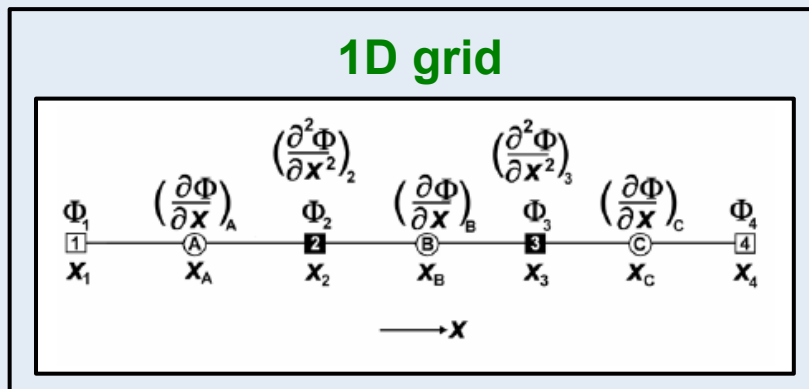 1D grid
(∂²Φ/∂x²)₂ (∂²Φ/∂x²)₃
Φ₁ (∂Φ/∂x)_A Φ₂ (∂Φ/∂x)_B Φ₃ (∂Φ/∂x)_C Φ₄
1 A 2 B 3 C 4
x₁ x_A x₂ x_B x₃ x_C x₄
x